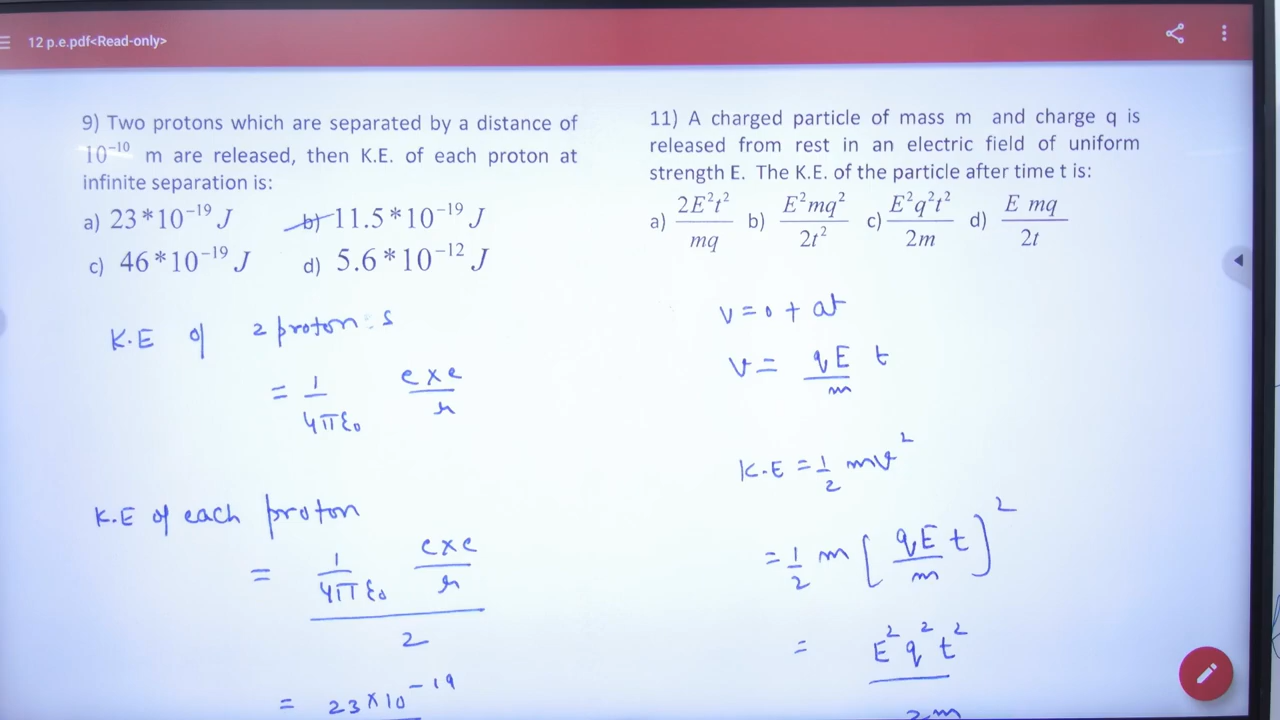 12 p.e.pdf<Read-only>
9) Two protons which are separated by a distance of
10⁻¹⁰ m are released, then K.E. of each proton at
infinite separation is:
a) 23*10⁻¹⁹ J b) 11.5*10⁻¹⁹ J
c) 46*10⁻¹⁹ J d) 5.6*10⁻¹² J
K.E of 2 proton:s
= 1/4πε₀ e×e/r
K.E of each proton
= 1/4πε₀ e×e/r
2
= 23×10⁻¹⁹
11) A charged particle of mass m and charge q is
released from rest in an electric field of uniform
strength E. The K.E. of the particle after time t is:
a) 2E²t²/mq b) E²mq²/2t² c) E²q²t²/2m d) E mq/2t
v = 0 + at
v = qE/m t
K.E = 1/2 mv²
= 1/2 m [qE/m t]²
= E²q²t²
2m